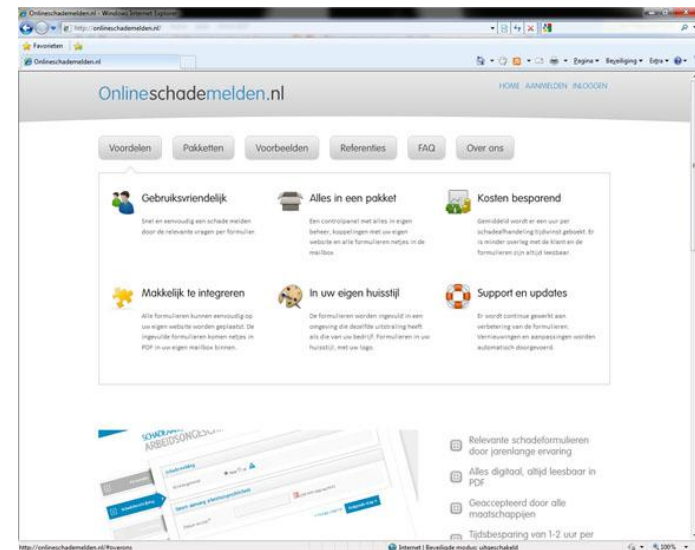 Onlineschademelden.nl - Windows Internet Explorer
http://onlineschademelden.nl/
Favorieten
Onlineschademelden.nl
Pagina Beveiliging Extra
Onlineschademelden.nl
HOME AANMELDEN INLOGGEN
Voordelen Pakketten Voorbeelden Referenties FAQ Over ons
Gebruiksvriendelijk
Snel en eenvoudig een schade melden
door de relevante vragen per formulier.
Alles in een pakket
Een controlpanel met alles in eigen
beheer, koppelingen met uw eigen
website en alle formulieren netjes in de
mailbox
Kosten besparend
Gemiddeld wordt er een uur per
schadeafhandeling tijdwinst geboekt. Er
is minder overleg met de klant en de
formulieren zijn altijd leesbaar.
Makkelijk te integreren
Alle formulieren kunnen eenvoudig op
uw eigen website worden geplaatst. De
ingevulde formulieren komen netjes in
PDF in uw eigen mailbox binnen.
In uw eigen huisstijl
De formulieren worden ingevuld in een
omgeving die dezelfde uitstraling heeft
als die van uw bedrijf. Formulieren in uw
huisstijl, met uw logo.
Support en updates
Er wordt continue gewerkt aan
verbetering van de formulieren.
Vernieuwingen en aanpassingen worden
automatisch doorgevoerd.
Relevante schadeformulieren
door jarenlange ervaring
Alles digitaal, altijd leesbaar in
PDF
Geaccepteerd door alle
maatschappijen
Tijdsbesparing van 1-2 uur per
http://onlineschademelden.nl/#overons
Internet | Beveiligde modus: uitgeschakeld
100%